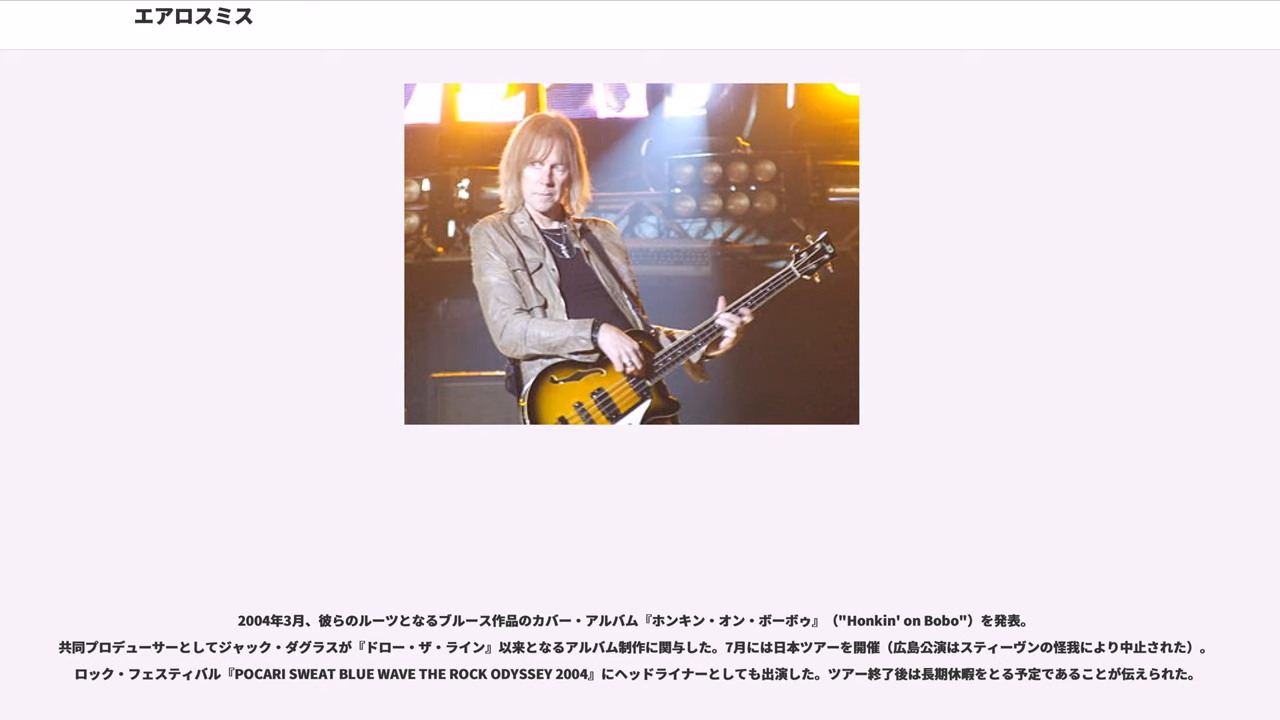 エアロスミス
2004年3月、彼らのルーツとなるブルース作品のカバー・アルバム『ホンキン・オン・ボーボゥ』（"Honkin' on Bobo"）を発表。
共同プロデューサーとしてジャック・ダグラスが『ドロー・ザ・ライン』以来となるアルバム制作に関与した。7月には日本ツアーを開催（広島公演はスティーヴンの怪我により中止された）。
ロック・フェスティバル『POCARI SWEAT BLUE WAVE THE ROCK ODYSSEY 2004』にヘッドライナーとしても出演した。ツアー終了後は長期休暇をとる予定であることが伝えられた。